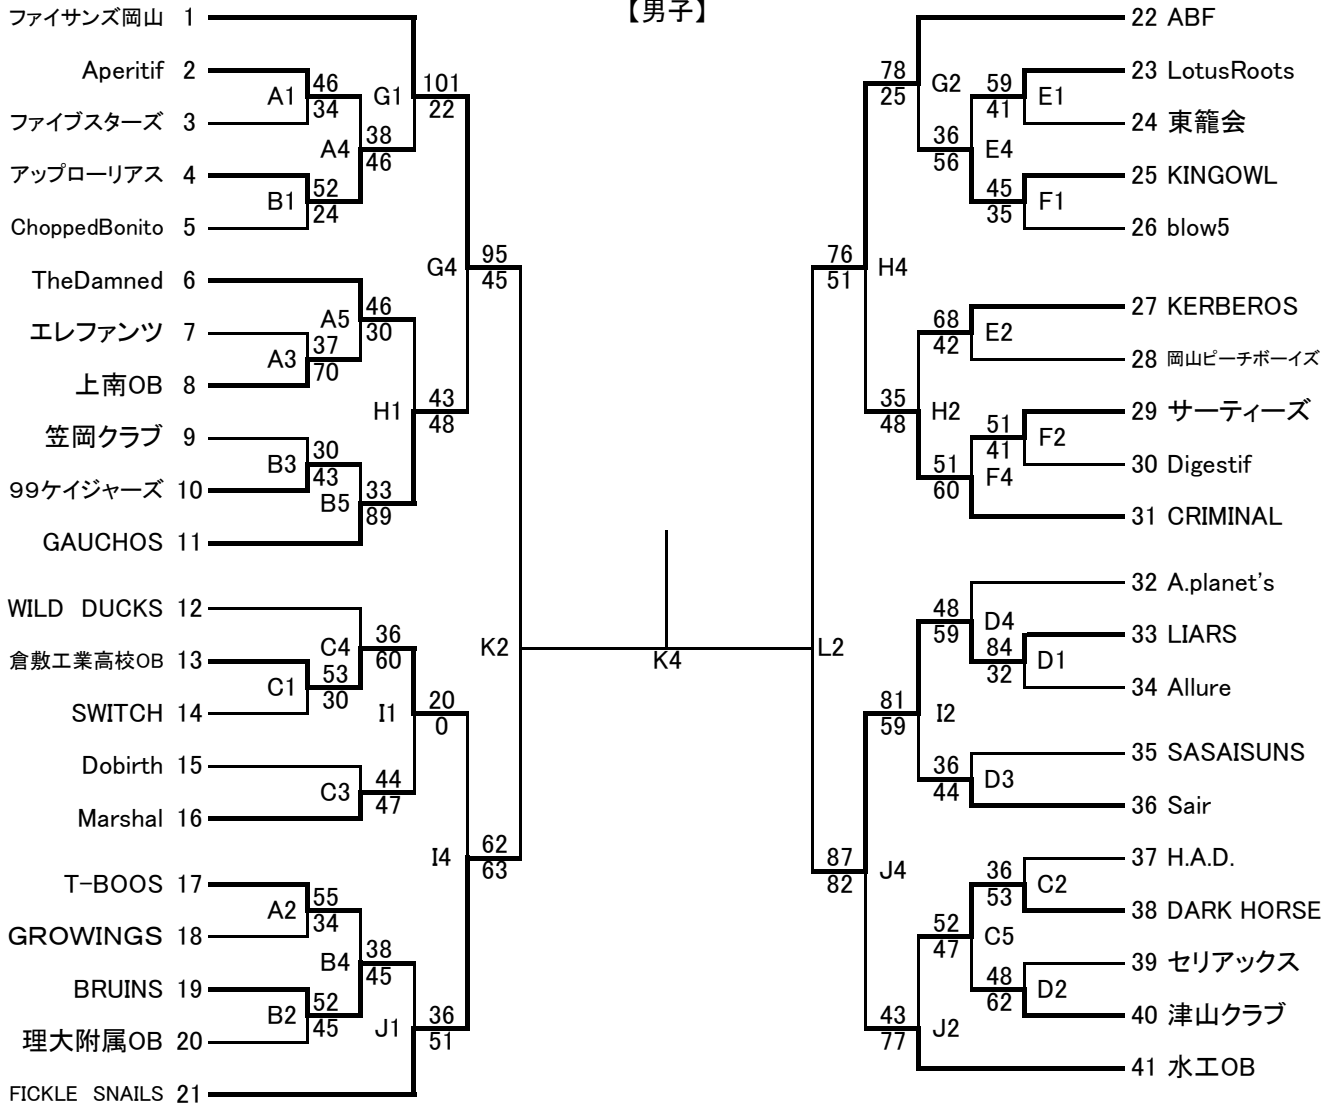 【男子】
ファイサンズ岡山 1
Aperitif 2
ファイブスターズ 3
アップローリアス 4
ChoppedBonito 5
TheDamned 6
エレファンツ 7
上南OB 8
笠岡クラブ 9
99ケイジャーズ 10
GAUCHOS 11
WILD DUCKS 12
倉敷工業高校OB 13
SWITCH 14
Dobirth 15
Marshal 16
T-BOOS 17
GROWINGS 18
BRUINS 19
理大附属OB 20
FICKLE SNAILS 21
A1 46 34
B1 52 24
A4 38 46
G1 101 22
A3 37 70
A5 46 30
B3 30 43
B5 33 89
H1 43 48
G4 95 45
C1 53 30
C4 36 60
C3 44 47
I1 20 0
A2 55 34
B2 52 45
B4 38 45
J1 36 51
I4 62 63
K2
K4
L2
22 ABF
23 LotusRoots
24 東籠会
25 KINGOWL
26 blow5
27 KERBEROS
28 岡山ピーチボーイズ
29 サーティーズ
30 Digestif
31 CRIMINAL
32 A.planet's
33 LIARS
34 Allure
35 SASAISUNS
36 Sair
37 H.A.D.
38 DARK HORSE
39 セリアックス
40 津山クラブ
41 水工OB
78 25 G2
59 41 E1
36 56 E4
45 35 F1
76 51 H4
68 42 E2
35 48 H2
51 41 F2
51 60 F4
48 59 D4
84 32 D1
81 59 I2
36 44 D3
87 82 J4
36 53 C2
52 47 C5
48 62 D2
43 77 J2